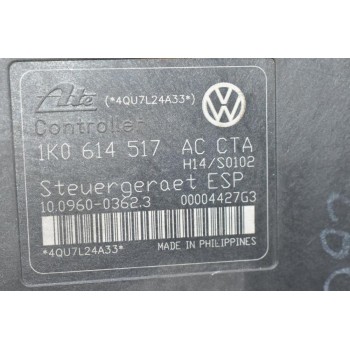 Ate (*4QU7L24A33*)
Controller
1K0 614 517 AC CTA
H14/S0102
Steuergeraet ESP
10.0960-0362.3 00004427G3
*4QU7L24A33* MADE IN PHILIPPINES